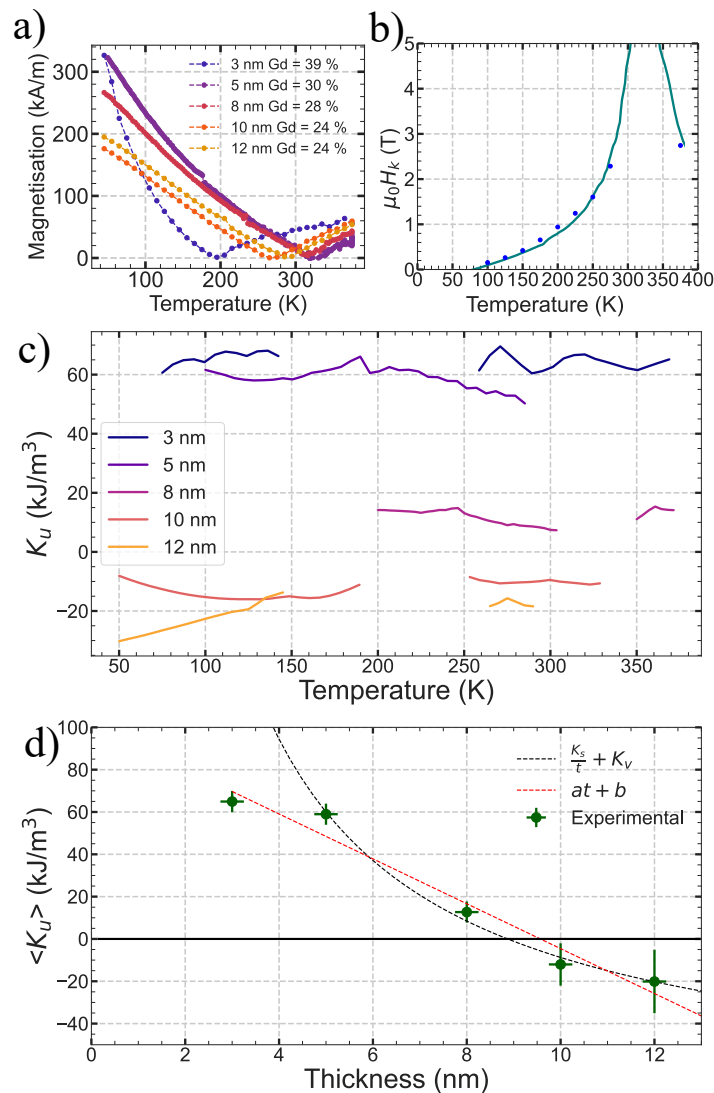 a)
Magnetisation (kA/m)
300
200
100
0
100
200
300
Temperature (K)
3 nm Gd = 39 %
5 nm Gd = 30 %
8 nm Gd = 28 %
10 nm Gd = 24 %
12 nm Gd = 24 %
b)
μ₀Hₖ (T)
5
4
3
2
1
0
0
50
100
150
200
250
300
350
400
Temperature (K)
c)
Kᵤ (kJ/m³)
60
40
20
0
−20
3 nm
5 nm
8 nm
10 nm
12 nm
50
100
150
200
250
300
350
Temperature (K)
d)
<Kᵤ> (kJ/m³)
100
80
60
40
20
0
−20
−40
Kₛ/t + Kᵥ
at + b
Experimental
0
2
4
6
8
10
12
Thickness (nm)